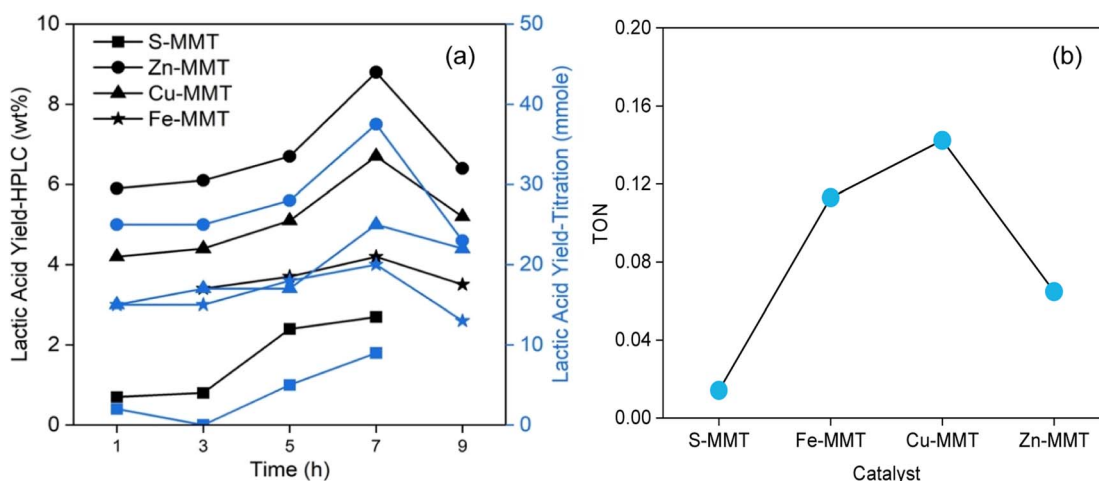 (a)
S-MMT
Zn-MMT
Cu-MMT
Fe-MMT
Lactic Acid Yield-HPLC (wt%)
10
8
6
4
2
0
1 3 5 7 9
Time (h)
50
40
30
20
10
0
Lactic Acid Yield-Titration (mmole)
(b)
TON
0.20
0.16
0.12
0.08
0.04
0.00
S-MMT Fe-MMT Cu-MMT Zn-MMT
Catalyst